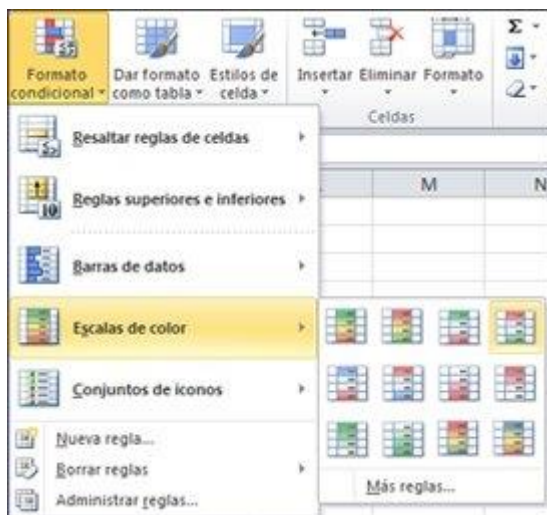 Formato condicional
Dar formato como tabla
Estilos de celda
Insertar
Eliminar
Formato
Celdas
M
N
Resaltar reglas de celdas
Reglas superiores e inferiores
Barras de datos
Escalas de color
Conjuntos de iconos
Nueva regla...
Borrar reglas
Administrar reglas...
Más reglas...